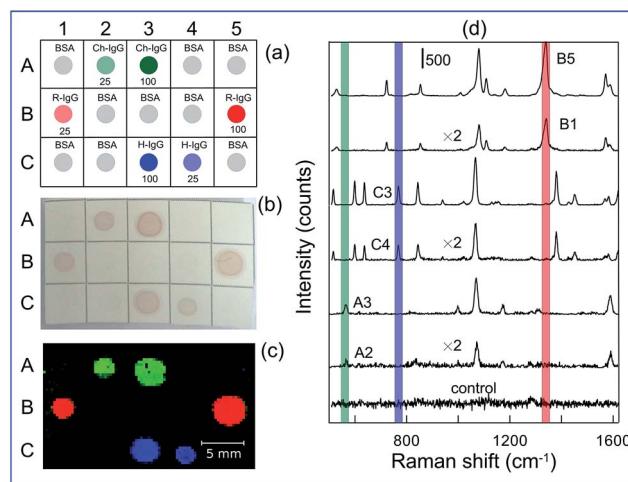 1 2 3 4 5
(a)
A
BSA Ch-IgG Ch-IgG BSA BSA
25 100
B
R-IgG BSA BSA BSA R-IgG
25 100
C
BSA BSA H-IgG H-IgG BSA
100 25
(b)
A
B
C
(c)
A
B
C
5 mm
(d)
500
B5
×2 B1
C3
C4 ×2
A3
A2 ×2
control
Intensity (counts)
800 1200 1600
Raman shift (cm-1)